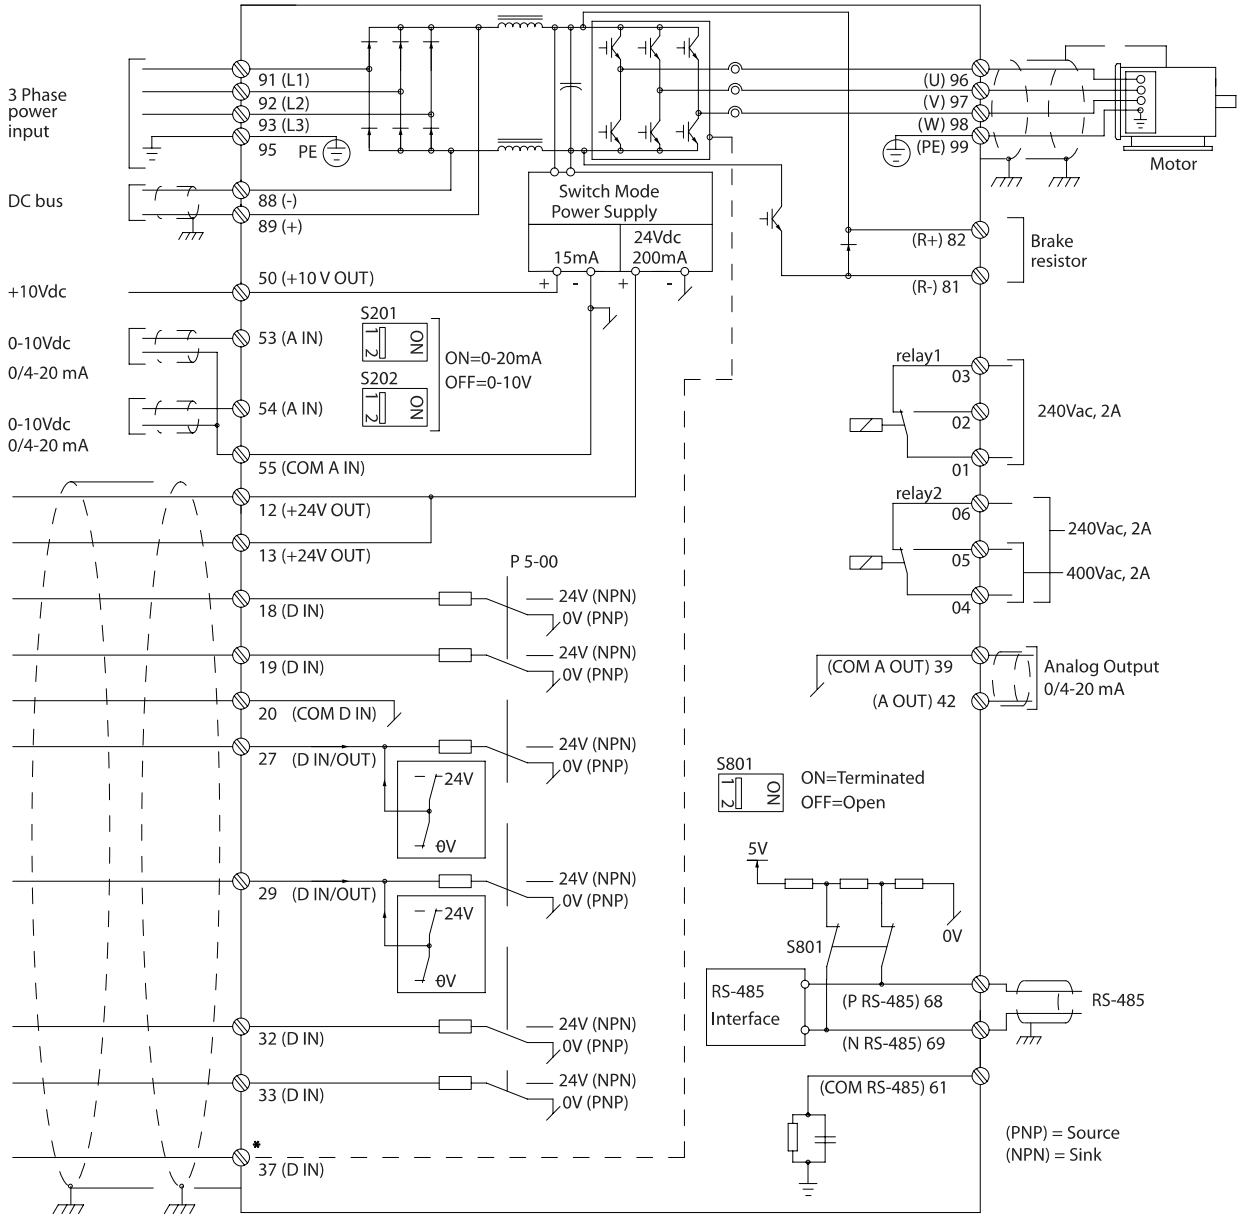 3 Phase
power
input
91 (L1)
92 (L2)
93 (L3)
95
PE
DC bus
88 (-)
89 (+)
Switch Mode
Power Supply
15mA
24Vdc
200mA
+
-
+
-
(U) 96
(V) 97
(W) 98
(PE) 99
Motor
(R+) 82
(R-) 81
Brake
resistor
+10Vdc
50 (+10 V OUT)
0-10Vdc
0/4-20 mA
53 (A IN)
0-10Vdc
0/4-20 mA
54 (A IN)
55 (COM A IN)
S201
1
2
ON
S202
1
2
ON
ON=0-20mA
OFF=0-10V
relay1
03
02
01
240Vac, 2A
relay2
06
05
04
240Vac, 2A
400Vac, 2A
12 (+24V OUT)
13 (+24V OUT)
P 5-00
18 (D IN)
24V (NPN)
0V (PNP)
19 (D IN)
24V (NPN)
0V (PNP)
20 (COM D IN)
27 (D IN/OUT)
24V (NPN)
0V (PNP)
24V
0V
29 (D IN/OUT)
24V (NPN)
0V (PNP)
24V
0V
32 (D IN)
24V (NPN)
0V (PNP)
33 (D IN)
24V (NPN)
0V (PNP)
*
37 (D IN)
(COM A OUT) 39
(A OUT) 42
Analog Output
0/4-20 mA
S801
1
2
ON
ON=Terminated
OFF=Open
5V
S801
0V
RS-485
Interface
(P RS-485) 68
(N RS-485) 69
(COM RS-485) 61
RS-485
(PNP) = Source
(NPN) = Sink